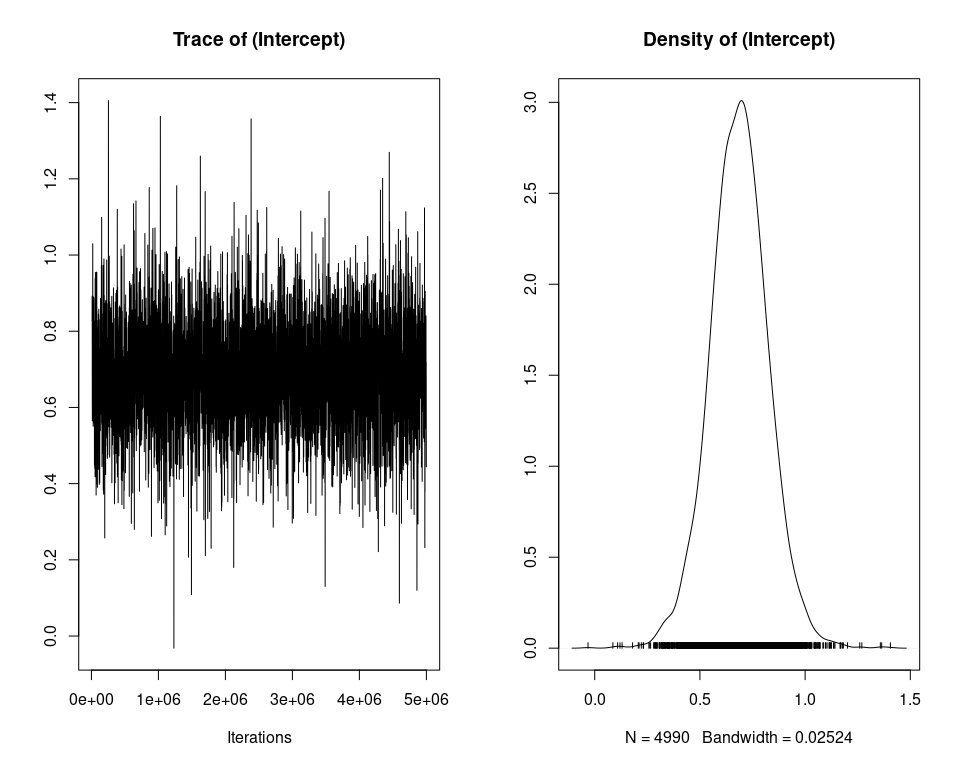 Trace of (Intercept)
1.4
1.2
1.0
0.8
0.6
0.4
0.2
0.0
0e+00 1e+06 2e+06 3e+06 4e+06 5e+06
Iterations
Density of (Intercept)
3.0
2.5
2.0
1.5
1.0
0.5
0.0
0.0 0.5 1.0 1.5
N = 4990 Bandwidth = 0.02524